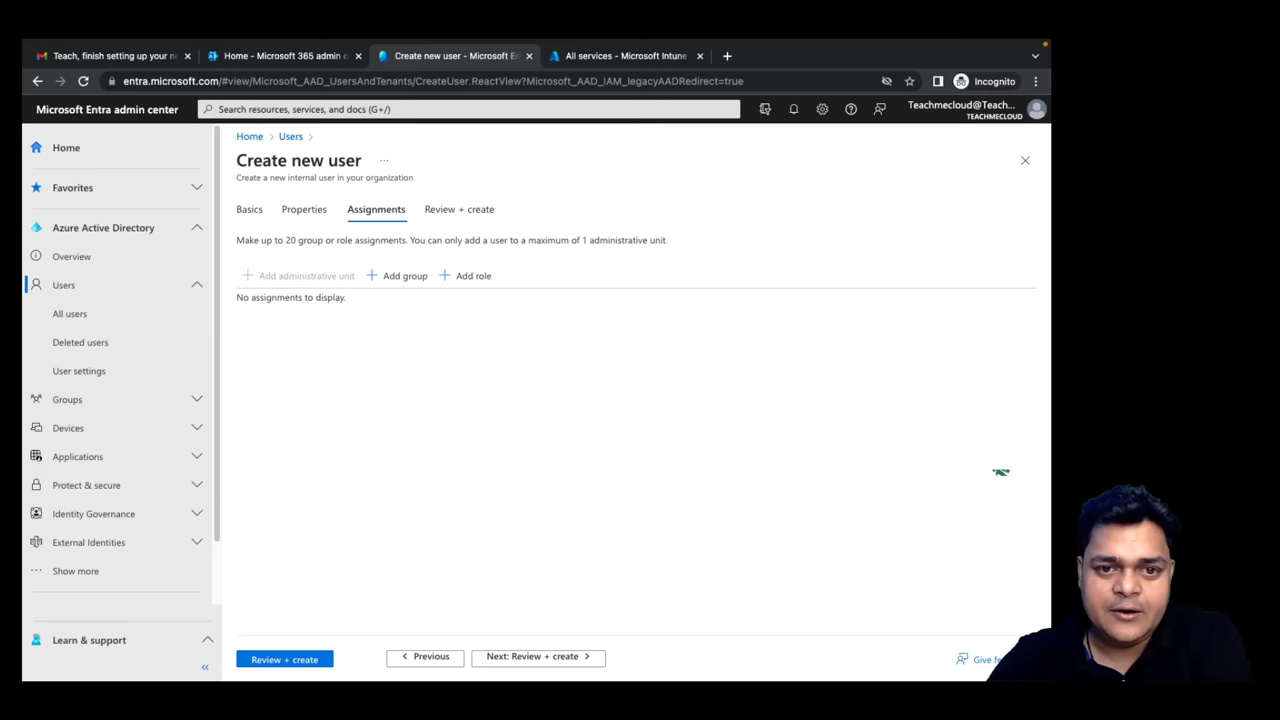 Teach, finish setting up your n
Home - Microsoft 365 admin c
Create new user - Microsoft En
All services - Microsoft Intune
entra.microsoft.com/#view/Microsoft_AAD_UsersAndTenants/CreateUser.ReactView?Microsoft_AAD_IAM_legacyAADRedirect=true
Incognito
Microsoft Entra admin center
Search resources, services, and docs (G+/)
Teachmecloud@Teach...
TEACHMECLOUD
Home
Favorites
Azure Active Directory
Overview
Users
All users
Deleted users
User settings
Groups
Devices
Applications
Protect & secure
Identity Governance
External Identities
Show more
Learn & support
Home > Users >
Create new user ...
Create a new internal user in your organization
Basics Properties Assignments Review + create
Make up to 20 group or role assignments. You can only add a user to a maximum of 1 administrative unit.
Add administrative unit Add group Add role
No assignments to display.
Review + create
Previous
Next: Review + create
Give fe